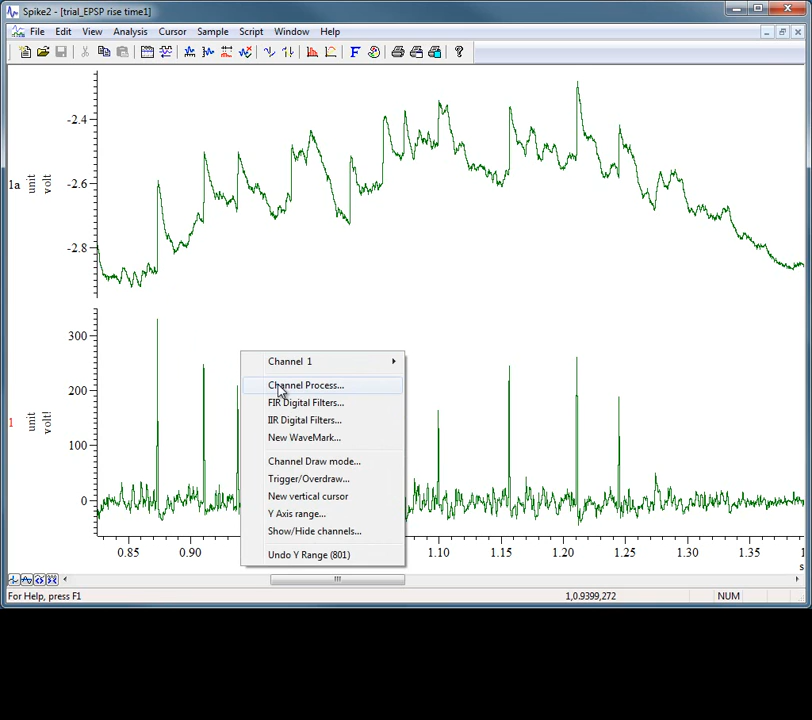 Spike2 - [trial_EPSP rise time1]
File Edit View Analysis Cursor Sample Script Window Help
F ?
-2.4
1a unit volt
-2.6
-2.8
300
200
1 unit volt!
100
0
Channel 1
Channel Process...
FIR Digital Filters...
IIR Digital Filters...
New WaveMark...
Channel Draw mode...
Trigger/Overdraw...
New vertical cursor
Y Axis range...
Show/Hide channels...
Undo Y Range (801)
0.85 0.90 1.10 1.15 1.20 1.25 1.30 1.35
s
For Help, press F1 1,0.9399,272 NUM